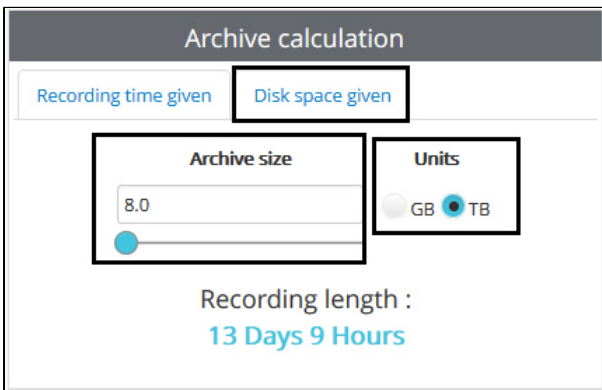 Archive calculation
Recording time given Disk space given
Archive size Units
8.0 GB TB
Recording length :
13 Days 9 Hours